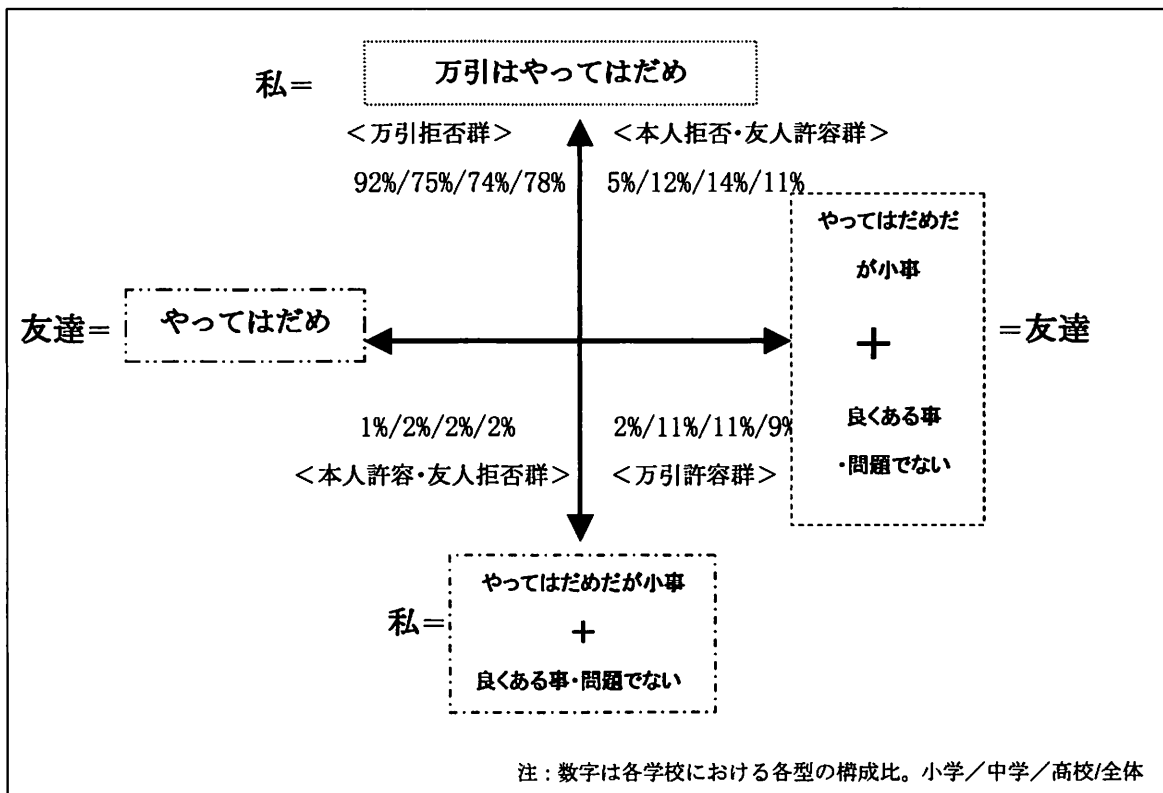 私＝
万引はやってはだめ
＜万引拒否群＞
＜本人拒否・友人許容群＞
92%/75%/74%/78%
5%/12%/14%/11%
友達＝
やってはだめ
やってはだめだ
が小事
＋
良くある事
・問題でない
＝友達
1%/2%/2%/2%
2%/11%/11%/9%
＜本人許容・友人拒否群＞
＜万引許容群＞
私＝
やってはだめだが小事
＋
良くある事・問題でない
注：数字は各学校における各型の構成比。小学／中学／高校/全体